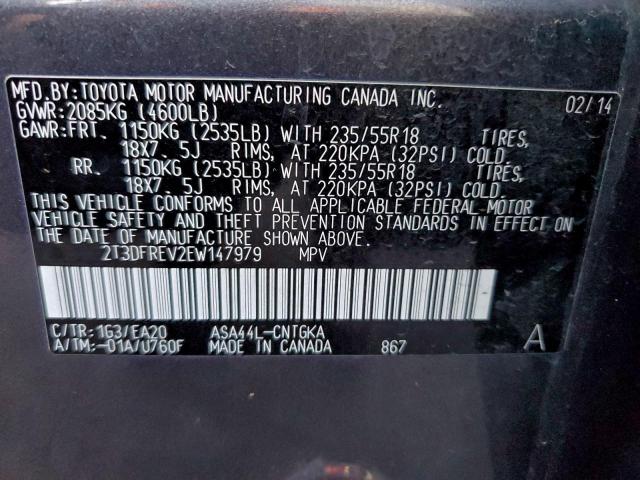 MFD.BY:TOYOTA MOTOR MANUFACTURING CANADA INC. 02/14
GVWR:2085KG (4600LB)
GAWR:FRT. 1150KG (2535LB) WITH 235/55R18 TIRES,
18X7.5J RIMS, AT 220KPA (32PSI) COLD.
RR. 1150KG (2535LB) WITH 235/55R18 TIRES,
18X7.5J RIMS, AT 220KPA (32PSI) COLD.
THIS VEHICLE CONFORMS TO ALL APPLICABLE FEDERAL MOTOR
VEHICLE SAFETY AND THEFT PREVENTION STANDARDS IN EFFECT ON
THE DATE OF MANUFACTURE SHOWN ABOVE.
2T3DFREV2EW147979 MPV
C/TR:1G3/EA20 ASA44L-CNTGKA
A/TM:-01A/U760F MADE IN CANADA 867 A